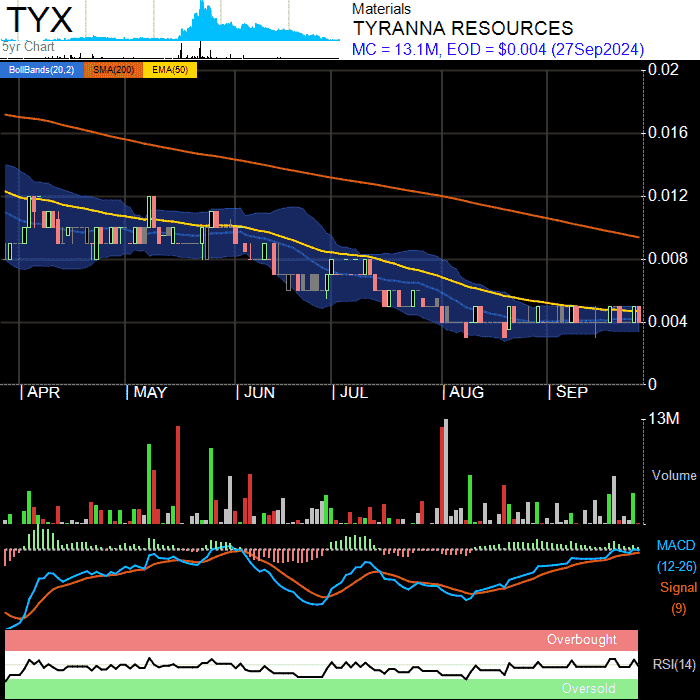 TYX
5yr Chart
Materials
TYRANNA RESOURCES
MC = 13.1M, EOD = $0.004 (27Sep2024)
BollBands(20,2) SMA(200) EMA(50)
0.02
0.016
0.012
0.008
0.004
0
APR MAY JUN JUL AUG SEP
13M
Volume
MACD
(12-26)
Signal
(9)
Overbought
RSI(14)
Oversold